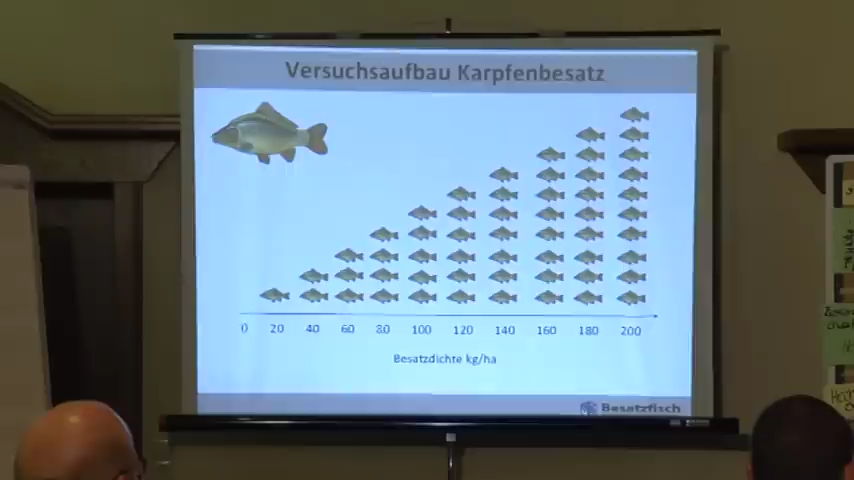 Versuchsaufbau Karpfenbesatz
0 20 40 60 80 100 120 140 160 180 200
Besatzdichte kg/ha
Besatzfisch